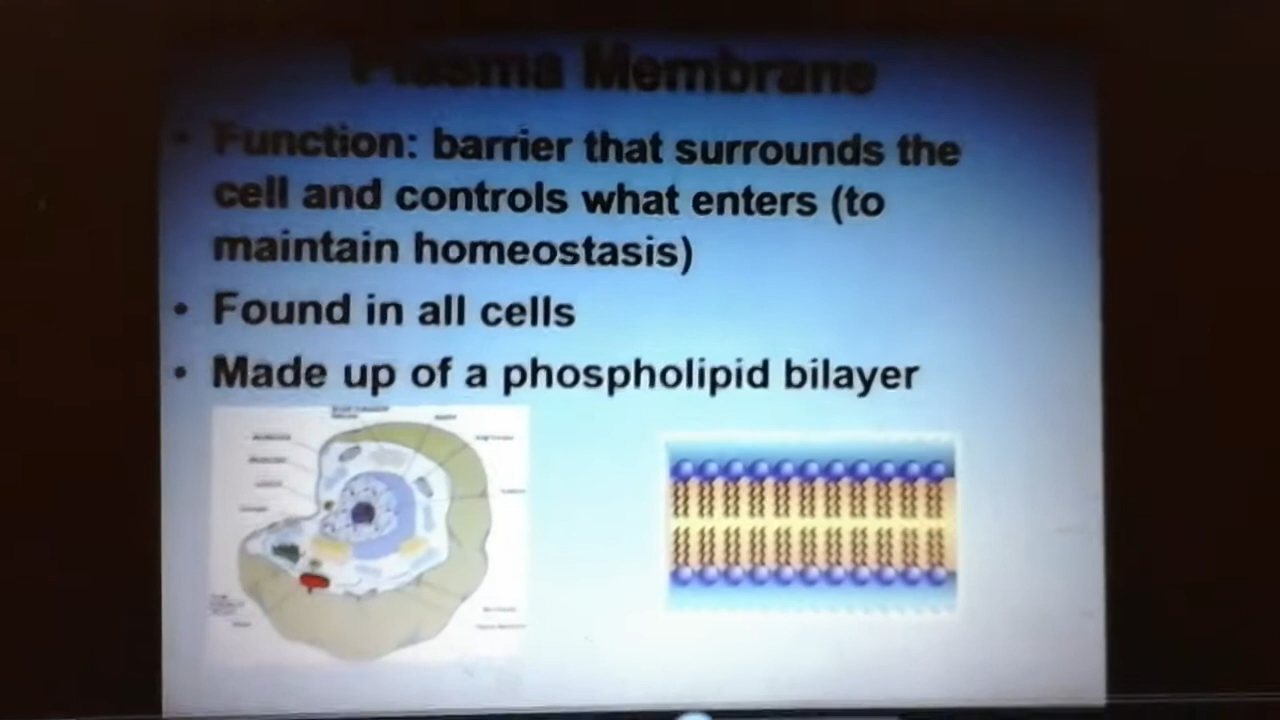 Plasma Membrane
• Function: barrier that surrounds the
cell and controls what enters (to
maintain homeostasis)
• Found in all cells
• Made up of a phospholipid bilayer